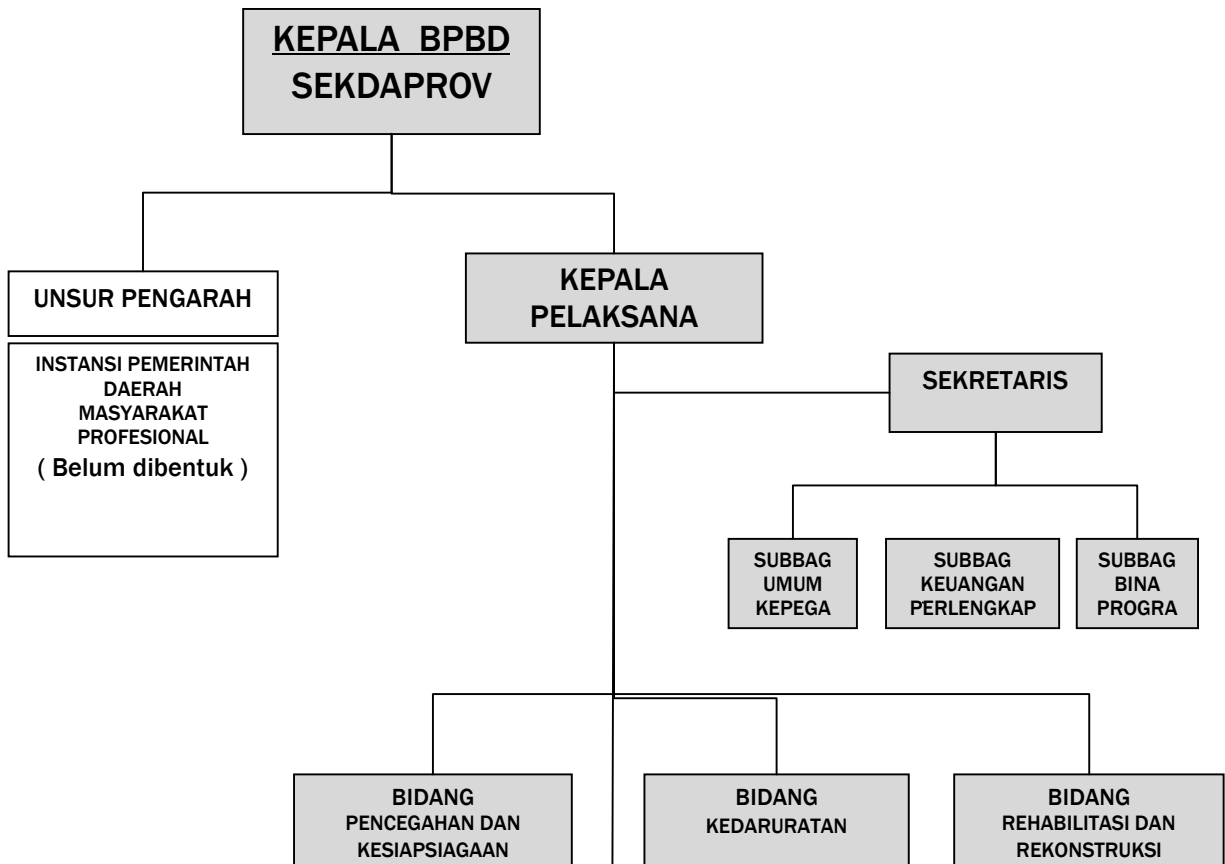 KEPALA BPBD
SEKDAPROV
UNSUR PENGARAH
INSTANSI PEMERINTAH
DAERAH
MASYARAKAT
PROFESIONAL
( Belum dibentuk )
KEPALA
PELAKSANA
SEKRETARIS
SUBBAG
UMUM
KEPEGA
SUBBAG
KEUANGAN
PERLENGKAP
SUBBAG
BINA
PROGRA
BIDANG
PENCEGAHAN DAN
KESIAPSIAGAAN
BIDANG
KEDARURATAN
BIDANG
REHABILITASI DAN
REKONSTRUKSI